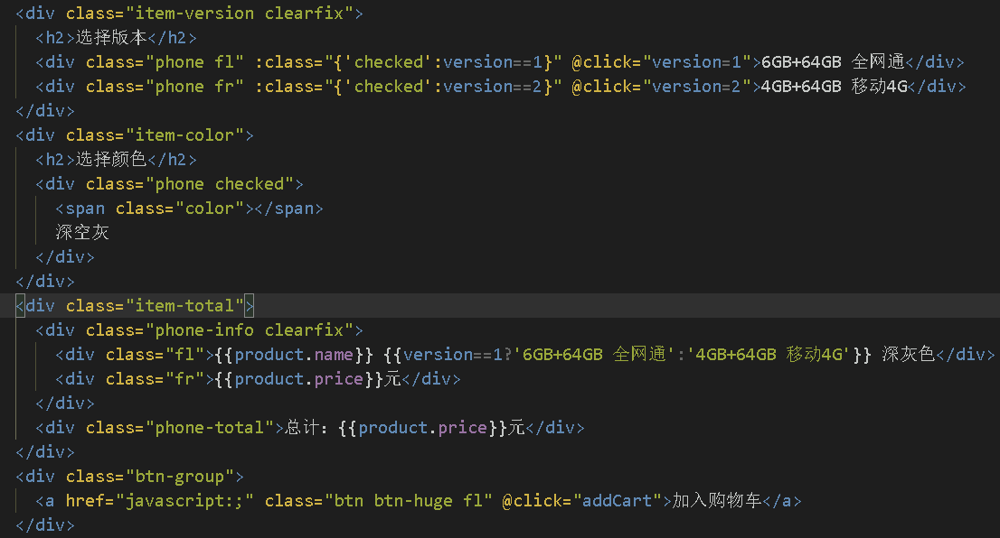 <div class="item-version clearfix">
<h2>选择版本</h2>
<div class="phone fl" :class="{'checked':version==1}" @click="version=1">6GB+64GB 全网通</div>
<div class="phone fr" :class="{'checked':version==2}" @click="version=2">4GB+64GB 移动4G</div>
</div>
<div class="item-color">
<h2>选择颜色</h2>
<div class="phone checked">
<span class="color"></span>
深空灰
</div>
</div>
<div class="item-total">
<div class="phone-info clearfix">
<div class="fl">{{product.name}} {{version==1?'6GB+64GB 全网通':'4GB+64GB 移动4G'}} 深灰色</div>
<div class="fr">{{product.price}}元</div>
</div>
<div class="phone-total">总计：{{product.price}}元</div>
</div>
<div class="btn-group">
<a href="javascript:;" class="btn btn-huge fl" @click="addCart">加入购物车</a>
</div>